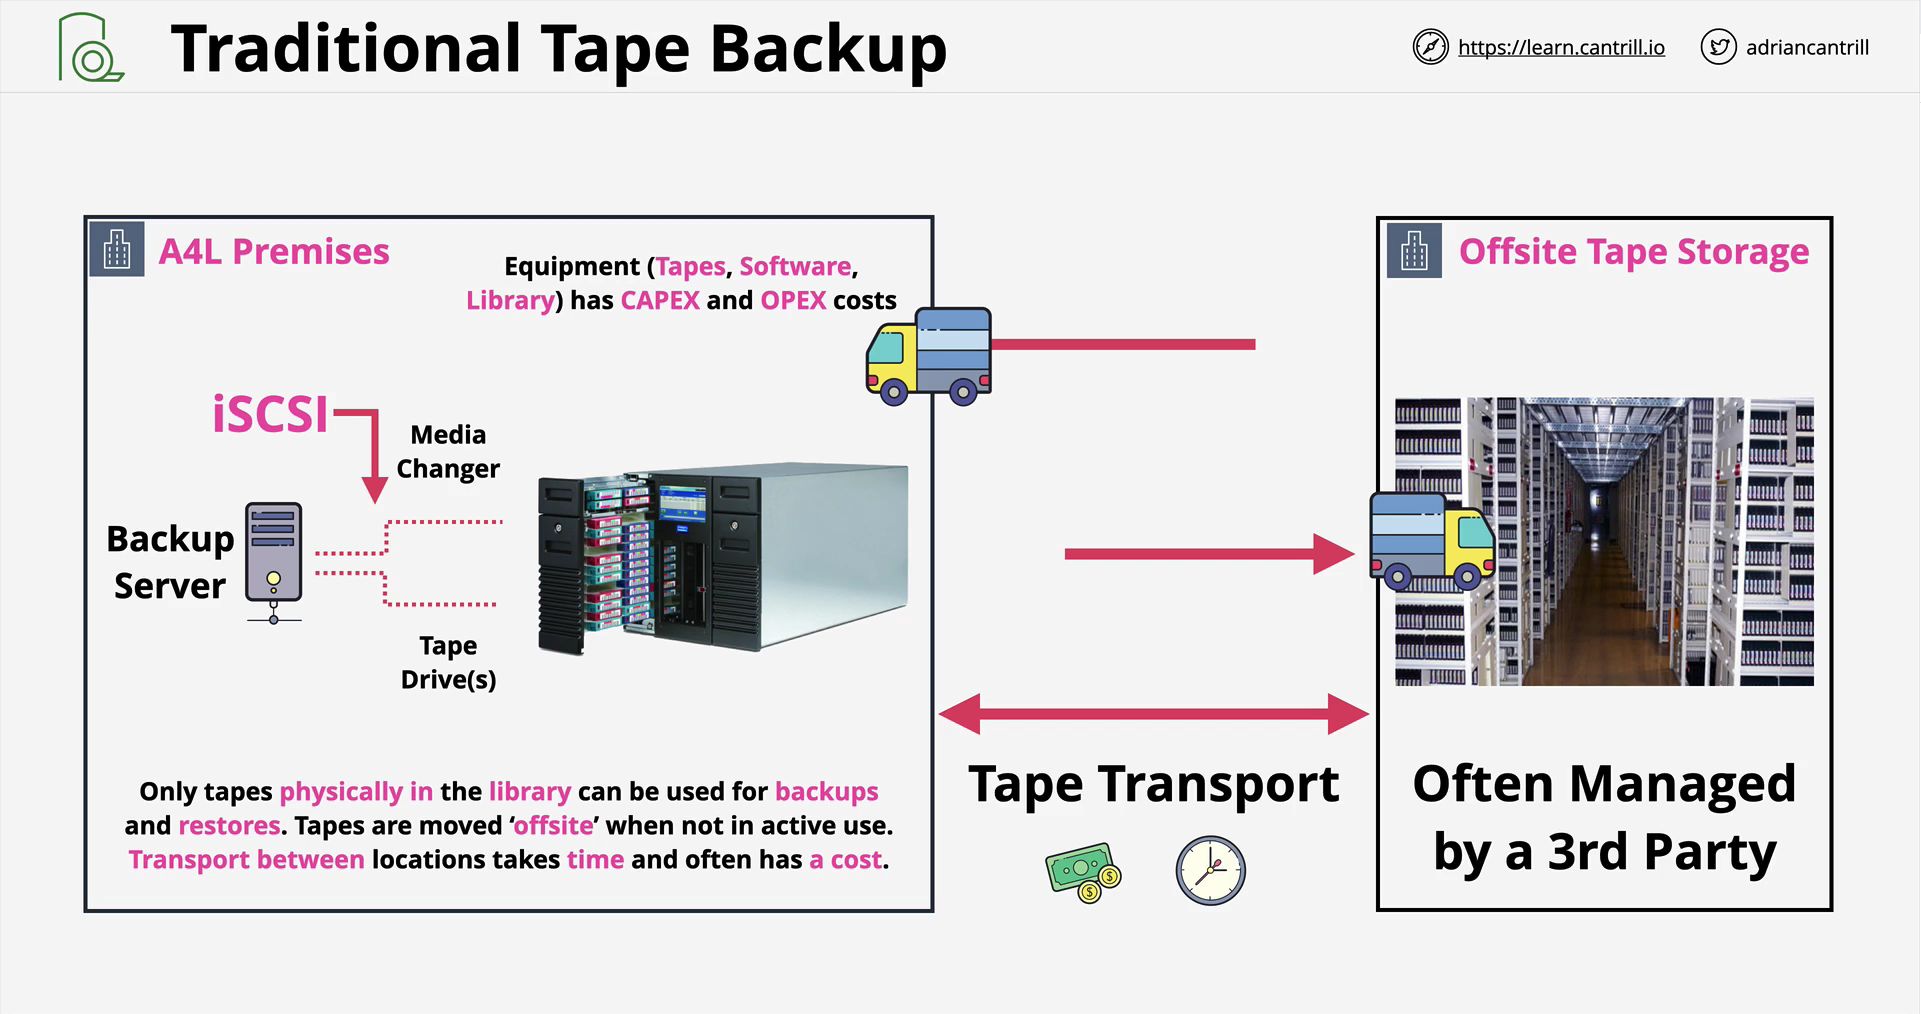 Traditional Tape Backup
https://learn.cantrill.io
adriancantrill
A4L Premises
Equipment (Tapes, Software,
Library) has CAPEX and OPEX costs
iSCSI
Media
Changer
Backup
Server
Tape
Drive(s)
Only tapes physically in the library can be used for backups
and restores. Tapes are moved ‘offsite’ when not in active use.
Transport between locations takes time and often has a cost.
Tape Transport
Offsite Tape Storage
Often Managed
by a 3rd Party